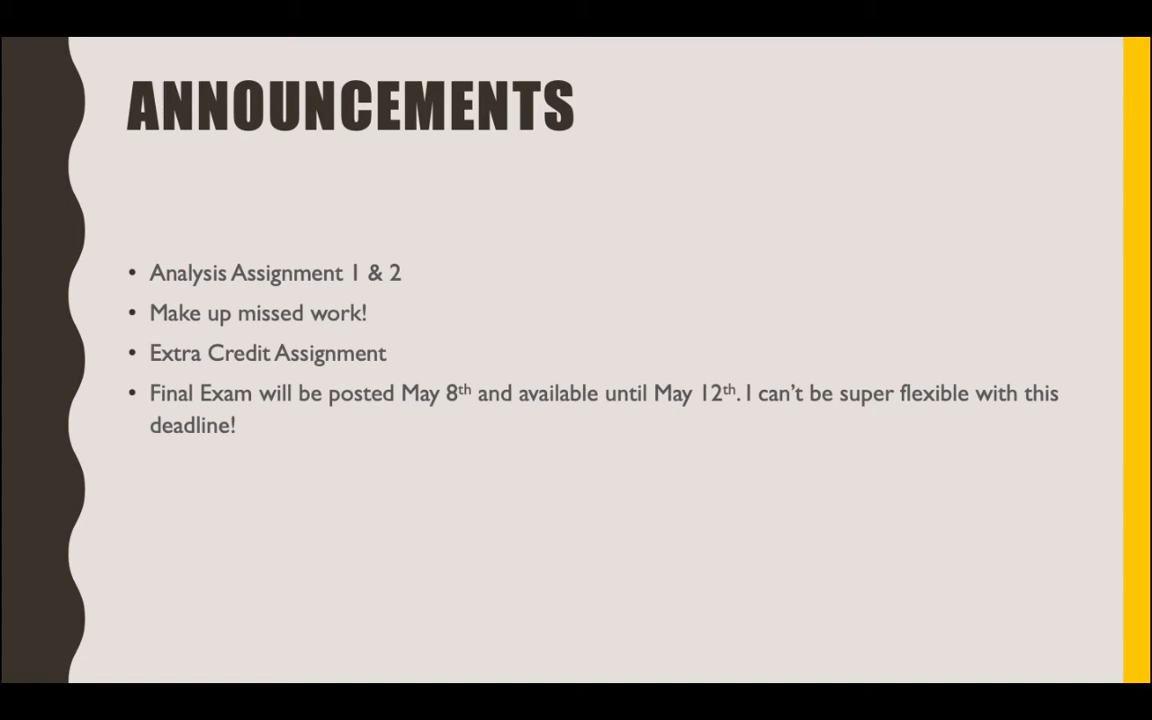 ANNOUNCEMENTS
• Analysis Assignment 1 & 2
• Make up missed work!
• Extra Credit Assignment
• Final Exam will be posted May 8th and available until May 12th. I can't be super flexible with this
deadline!